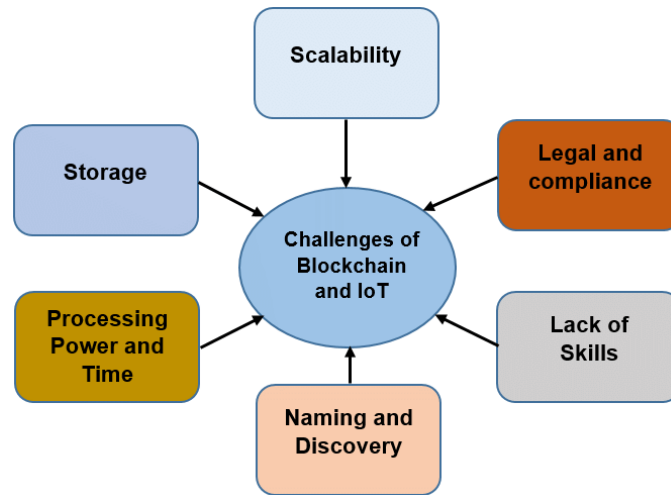 Scalability
Storage
Legal and
compliance
Challenges of
Blockchain
and IoT
Processing
Power and
Time
Lack of
Skills
Naming and
Discovery